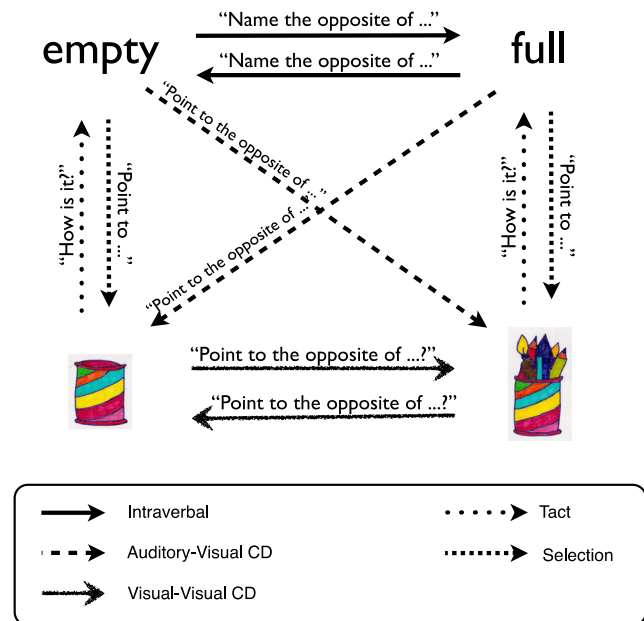 “Name the opposite of ...”
empty
full
“Name the opposite of ...”
“Point to the opposite of ...”
“Point to the opposite of ...”
“How is it?”
“Point to ... ”
“How is it?”
“Point to ... ”
“Point to the opposite of ...?”
“Point to the opposite of ...?”
Intraverbal
Tact
Auditory-Visual CD
Selection
Visual-Visual CD